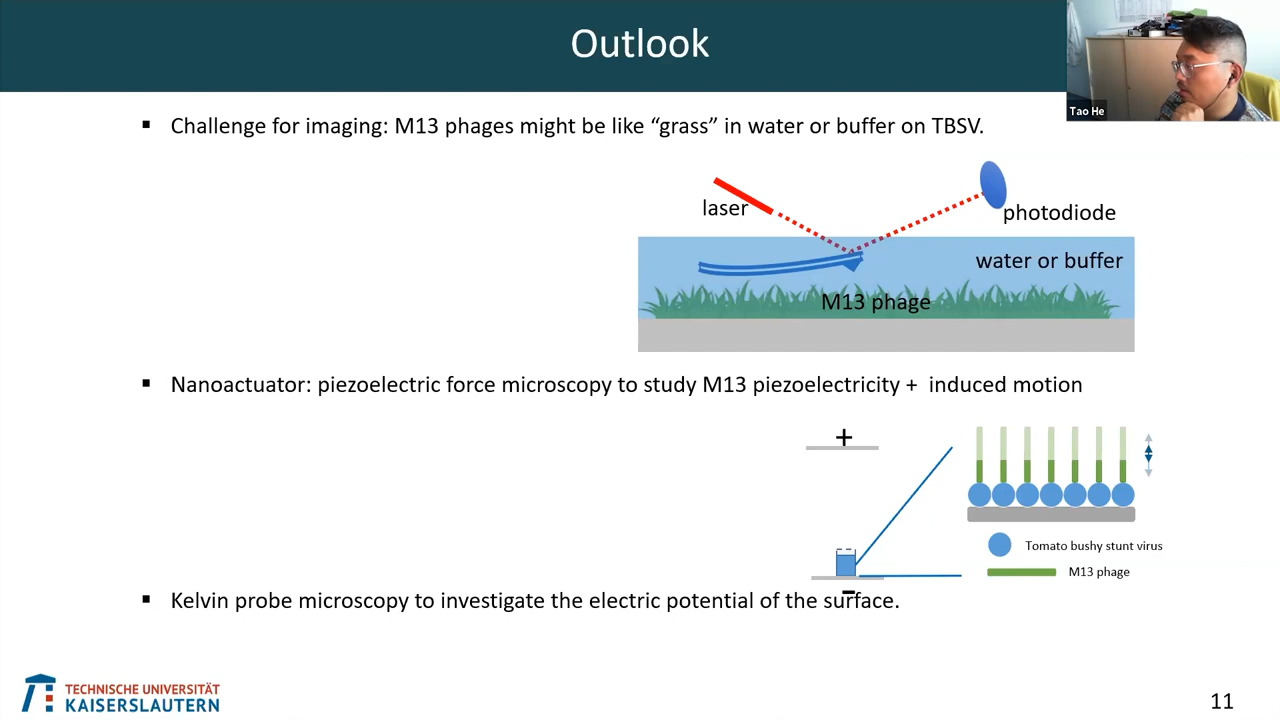 Outlook
Tao He
▪ Challenge for imaging: M13 phages might be like “grass” in water or buffer on TBSV.
laser
photodiode
water or buffer
M13 phage
▪ Nanoactuator: piezoelectric force microscopy to study M13 piezoelectricity + induced motion
+
Tomato bushy stunt virus
M13 phage
-
▪ Kelvin probe microscopy to investigate the electric potential of the surface.
TECHNISCHE UNIVERSITÄT
KAISERSLAUTERN
11